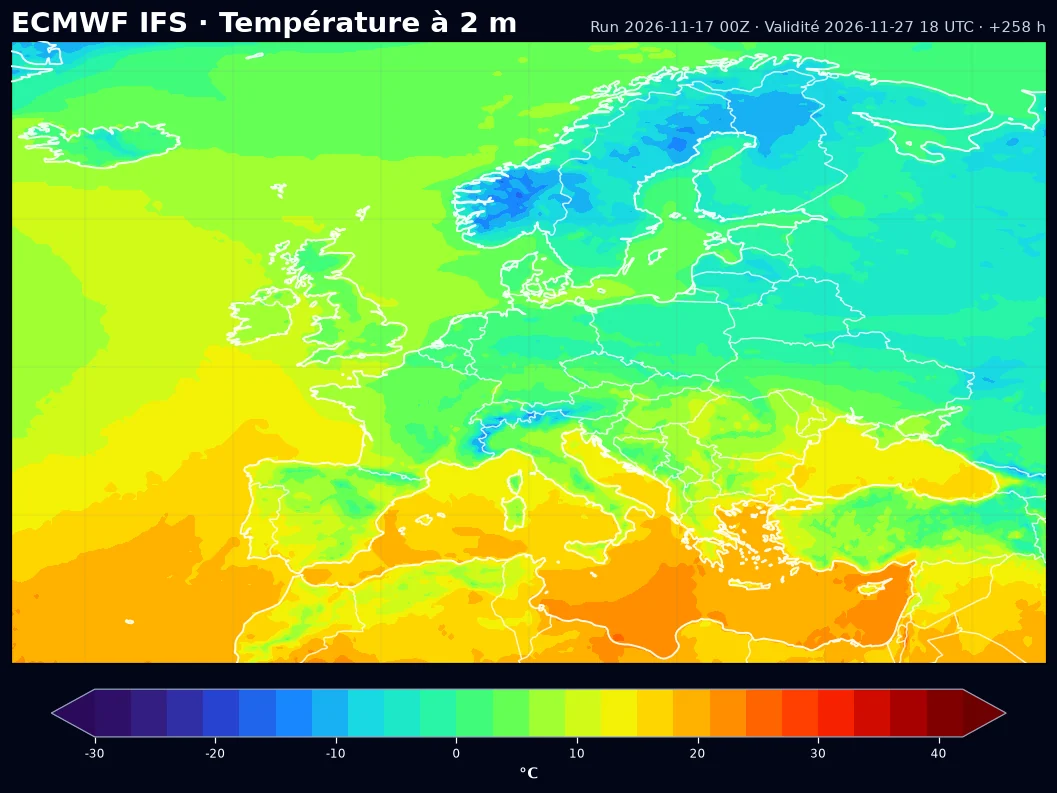 ECMWF IFS · Température à 2 m
Run 2026-11-17 00Z · Validité 2026-11-27 18 UTC · +258 h
-30 -20 -10 0 10 20 30 40
°C